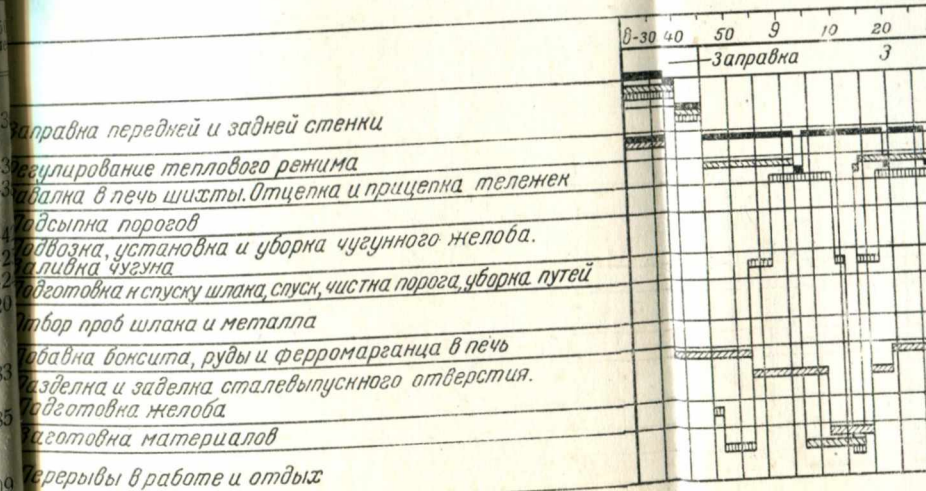 8-30 40 50 9 10 20
Заправка З
Заправка передней и задней стенки
Регулирование теплового режима
Завалка в печь шихты. Отцепка и прицепка тележек
Подсыпка порогов
Подвозка, установка и уборка чугунного желоба.
Заливка чугуна
Подготовка к спуску шлака, спуск, чистка порога, уборка путей
Отбор проб шлака и металла
Добавка боксита, руды и ферромарганца в печь
Разделка и заделка сталевыпускного отверстия.
Подготовка желоба
Заготовка материалов
Перерывы в работе и отдых